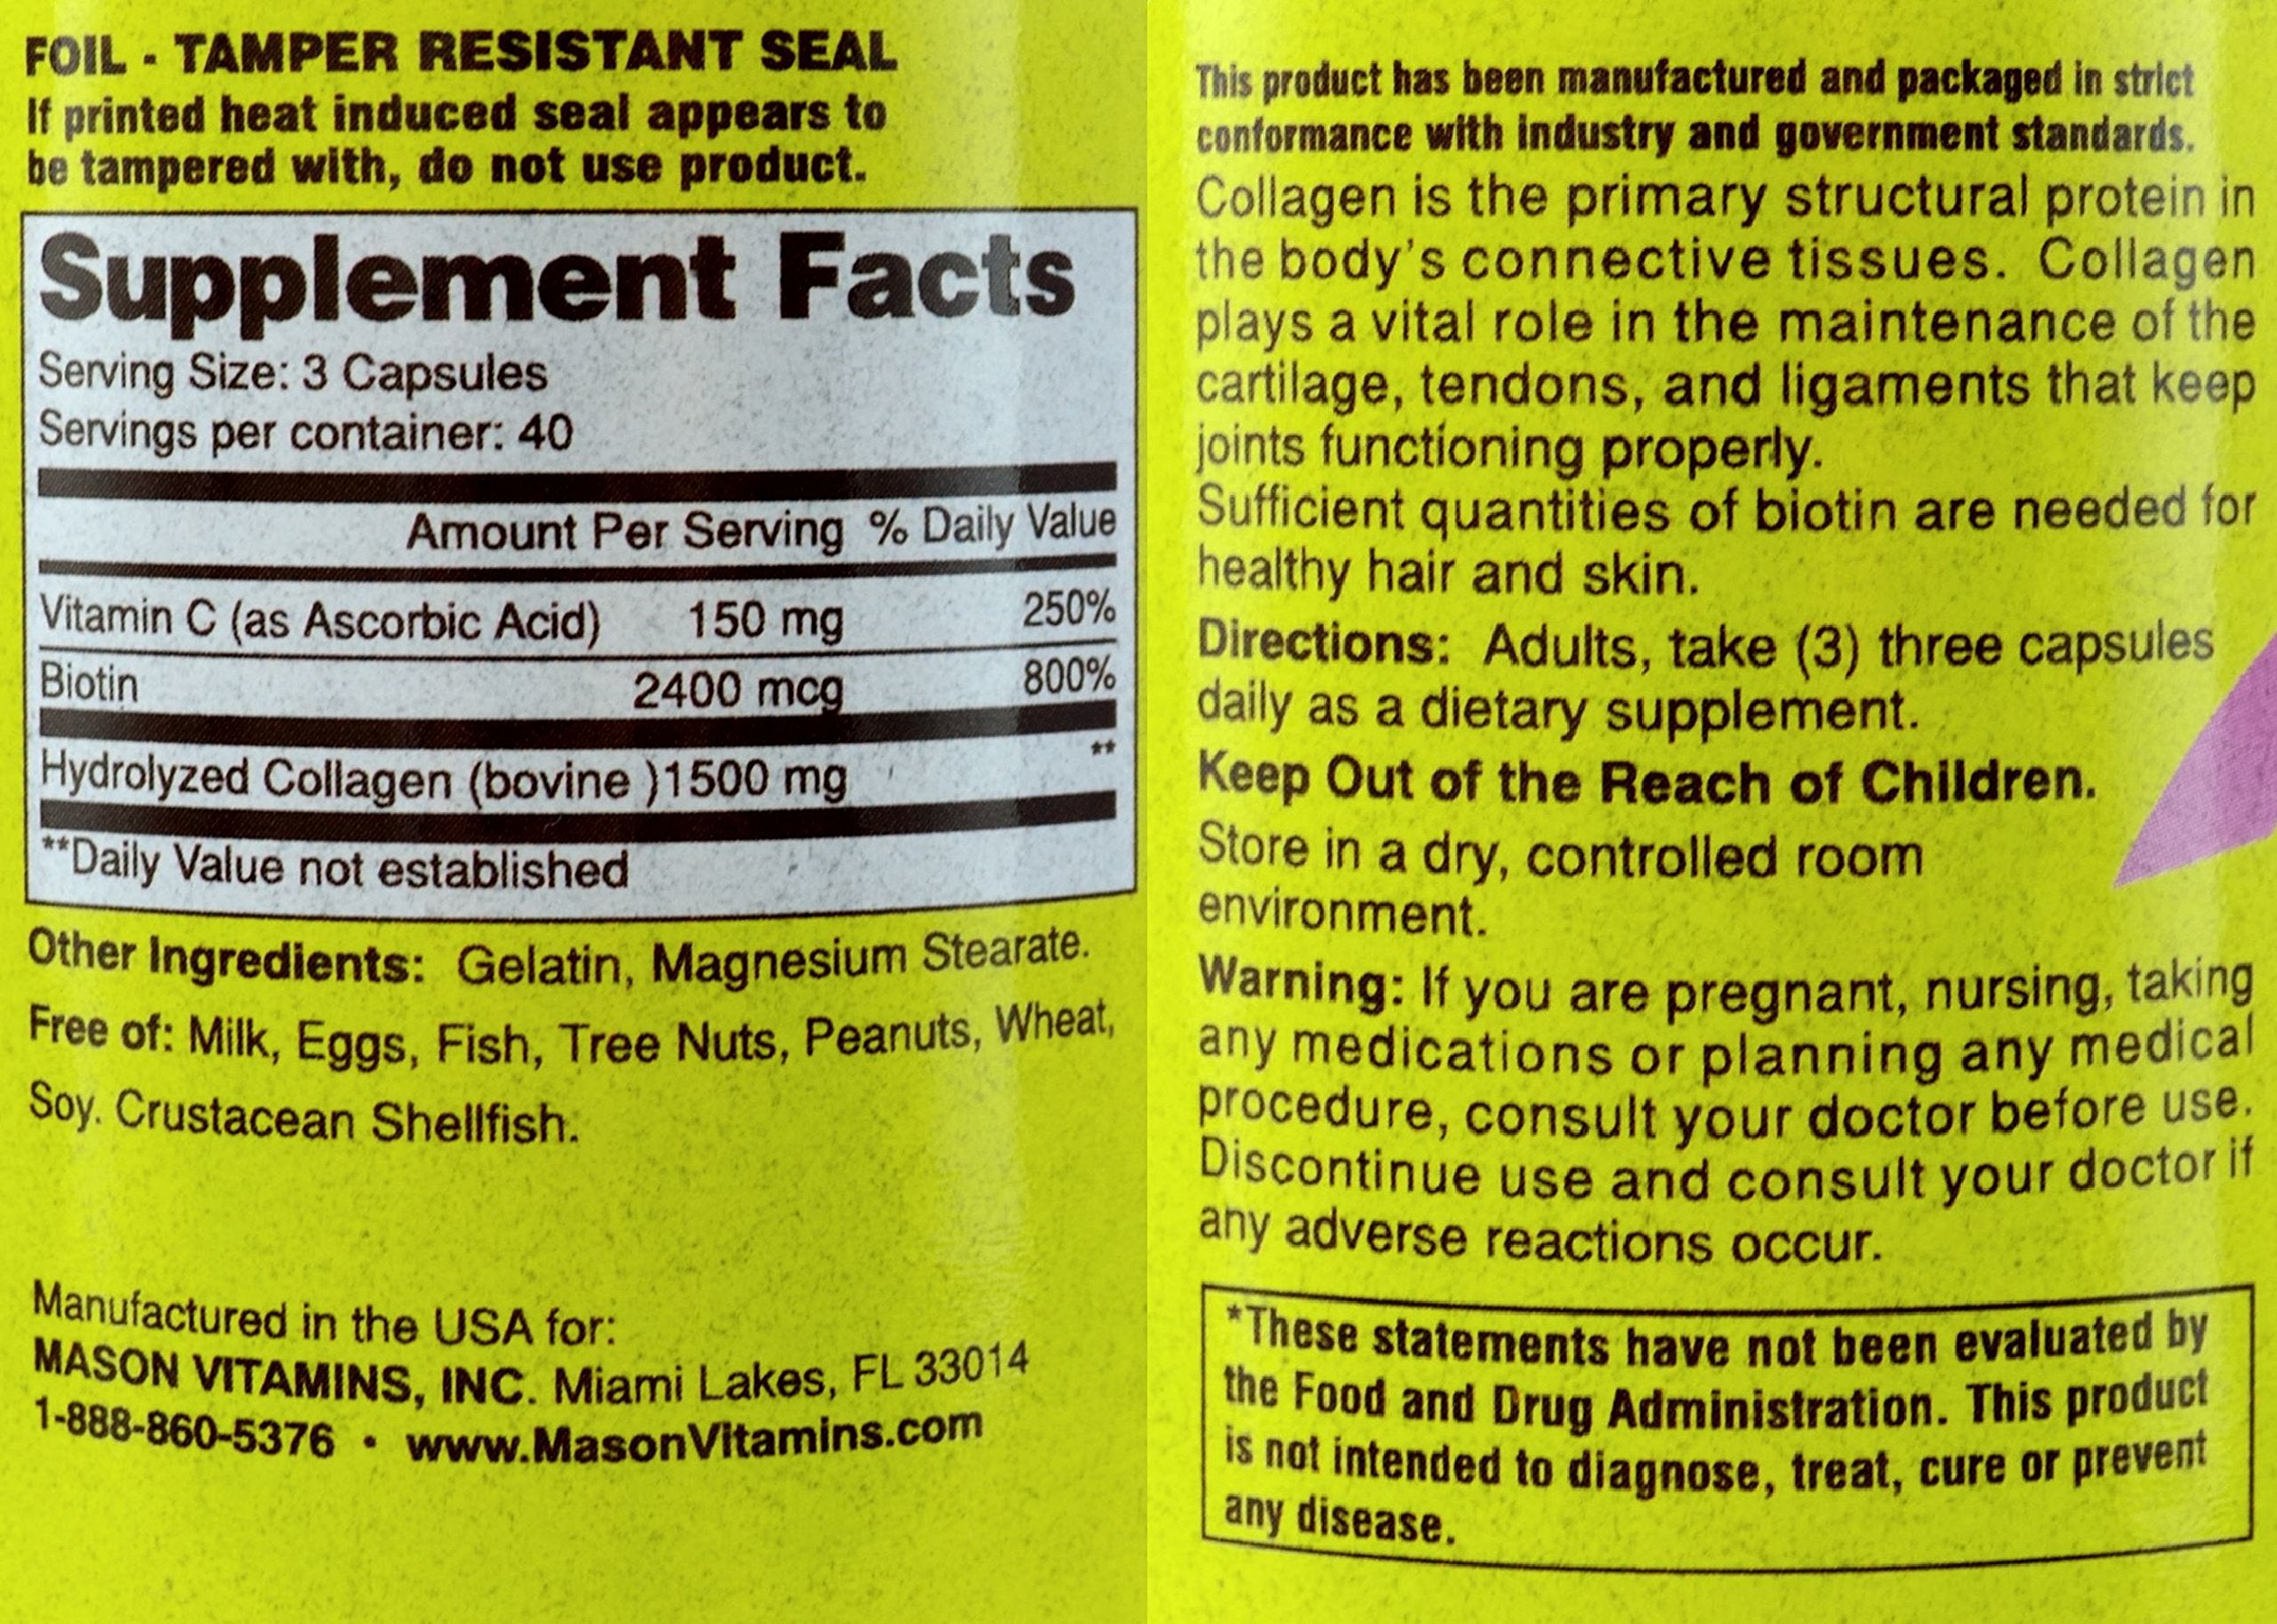 FOIL - TAMPER RESISTANT SEAL
If printed heat induced seal appears to
be tampered with, do not use product.
Supplement Facts
Serving Size: 3 Capsules
Servings per container: 40
Amount Per Serving % Daily Value
Vitamin C (as Ascorbic Acid) 150 mg 250%
Biotin 2400 mcg 800%
Hydrolyzed Collagen (bovine )1500 mg **
**Daily Value not established
Other Ingredients: Gelatin, Magnesium Stearate.
Free of: Milk, Eggs, Fish, Tree Nuts, Peanuts, Wheat,
Soy. Crustacean Shellfish.
Manufactured in the USA for:
MASON VITAMINS, INC. Miami Lakes, FL 33014
1-888-860-5376 • www.MasonVitamins.com
This product has been manufactured and packaged in strict
conformance with industry and government standards.
Collagen is the primary structural protein in
the body's connective tissues. Collagen
plays a vital role in the maintenance of the
cartilage, tendons, and ligaments that keep
joints functioning properly.
Sufficient quantities of biotin are needed for
healthy hair and skin.
Directions: Adults, take (3) three capsules
daily as a dietary supplement.
Keep Out of the Reach of Children.
Store in a dry, controlled room
environment.
Warning: If you are pregnant, nursing, taking
any medications or planning any medical
procedure, consult your doctor before use.
Discontinue use and consult your doctor if
any adverse reactions occur.
*These statements have not been evaluated by
the Food and Drug Administration. This product
is not intended to diagnose, treat, cure or prevent
any disease.